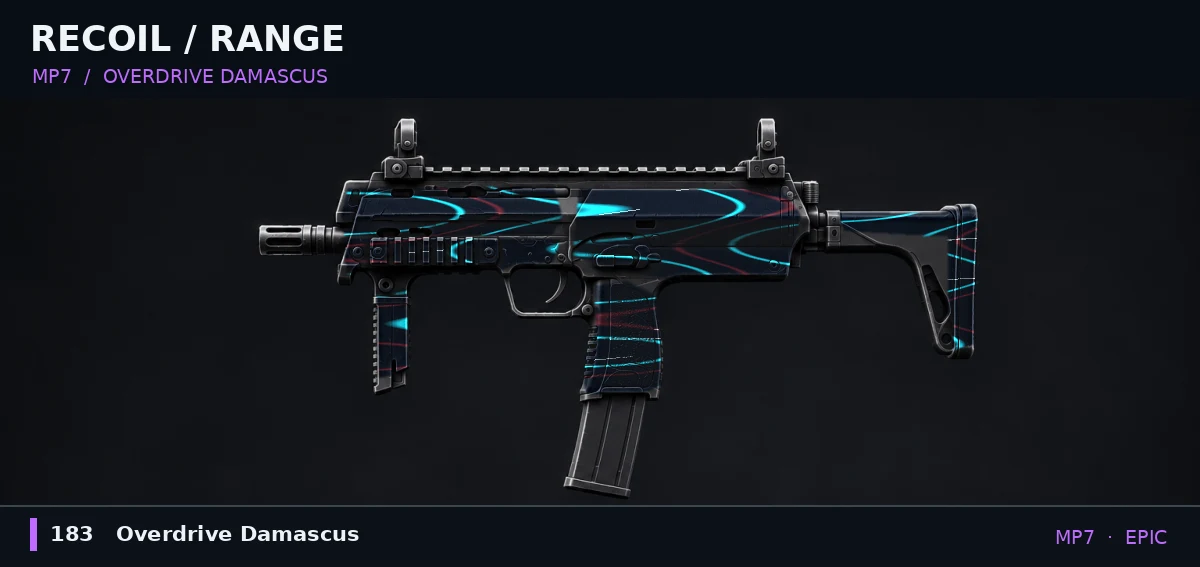 RECOIL / RANGE
MP7 / OVERDRIVE DAMASCUS
183 Overdrive Damascus
MP7 · EPIC